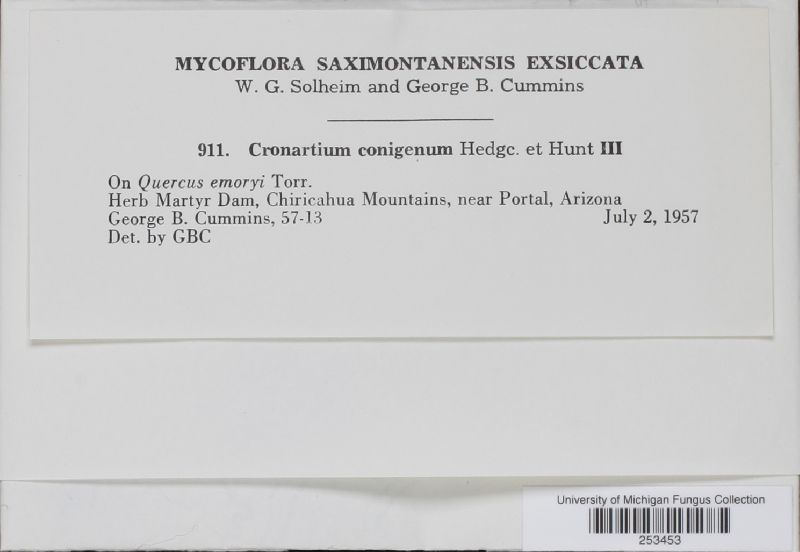 MYCOFLORA SAXIMONTANENSIS EXSICCATA
W. G. Solheim and George B. Cummins
911. Cronartium conigenum Hedgc. et Hunt III
On Quercus emoryi Torr.
Herb Martyr Dam, Chiricahua Mountains, near Portal, Arizona
George B. Cummins, 57-13 July 2, 1957
Det. by GBC
University of Michigan Fungus Collection
253453